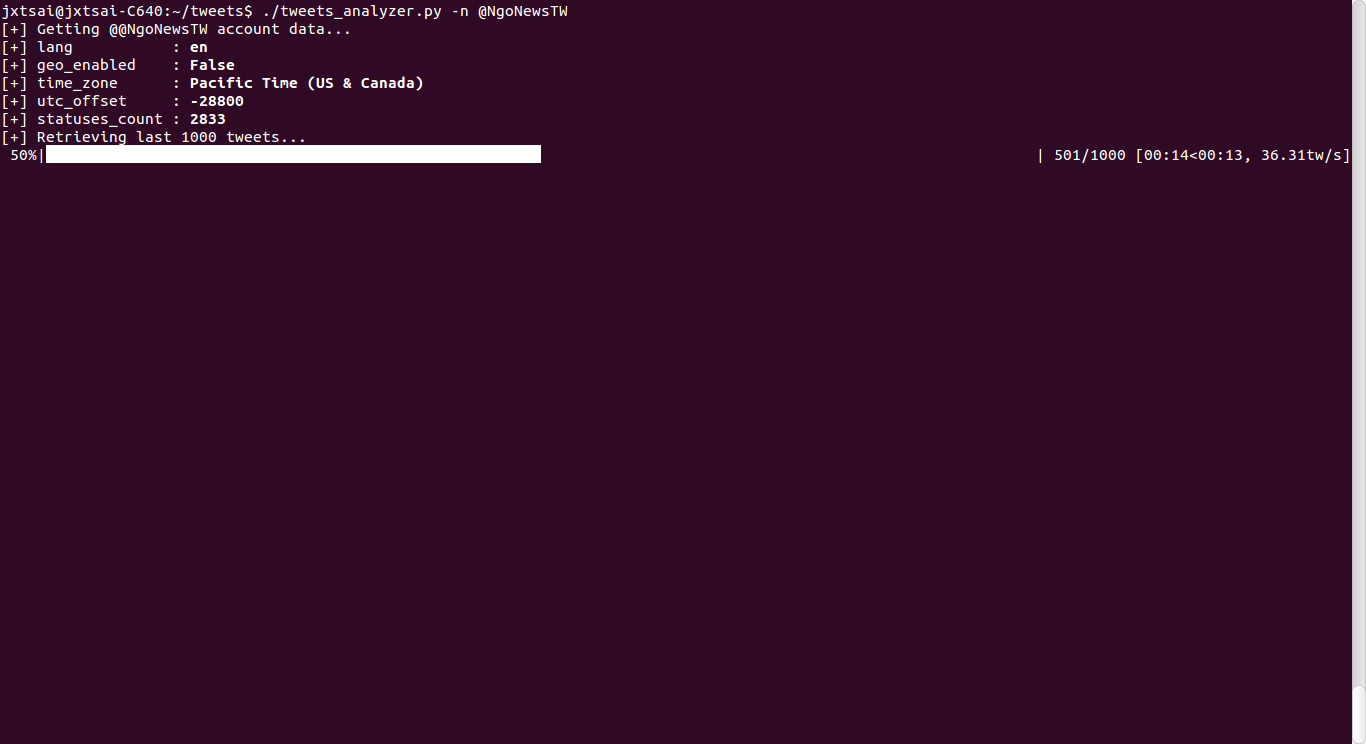 jxtsai@jxtsai-C640:~/tweets$ ./tweets_analyzer.py -n @NgoNewsTW
[+] Getting @@NgoNewsTW account data...
[+] lang           : en
[+] geo_enabled    : False
[+] time_zone      : Pacific Time (US & Canada)
[+] utc_offset     : -28800
[+] statuses_count : 2833
[+] Retrieving last 1000 tweets...
 50%| | 501/1000 [00:14<00:13, 36.31tw/s]